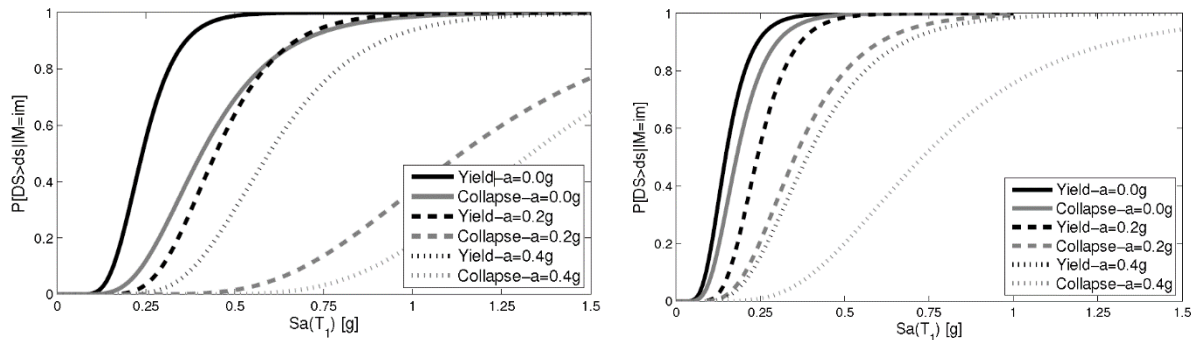 1
0.8
0.6
0.4
0.2
0
P[DS>ds|IM=im]
0 0.25 0.5 0.75 1 1.25 1.5
Sa(T1) [g]
Yield-a=0.0g
Collapse-a=0.0g
Yield-a=0.2g
Collapse-a=0.2g
Yield-a=0.4g
Collapse-a=0.4g
1
0.8
0.6
0.4
0.2
0
P[DS>ds|IM=im]
0 0.25 0.5 0.75 1 1.25 1.5
Sa(T1) [g]
Yield-a=0.0g
Collapse-a=0.0g
Yield-a=0.2g
Collapse-a=0.2g
Yield-a=0.4g
Collapse-a=0.4g